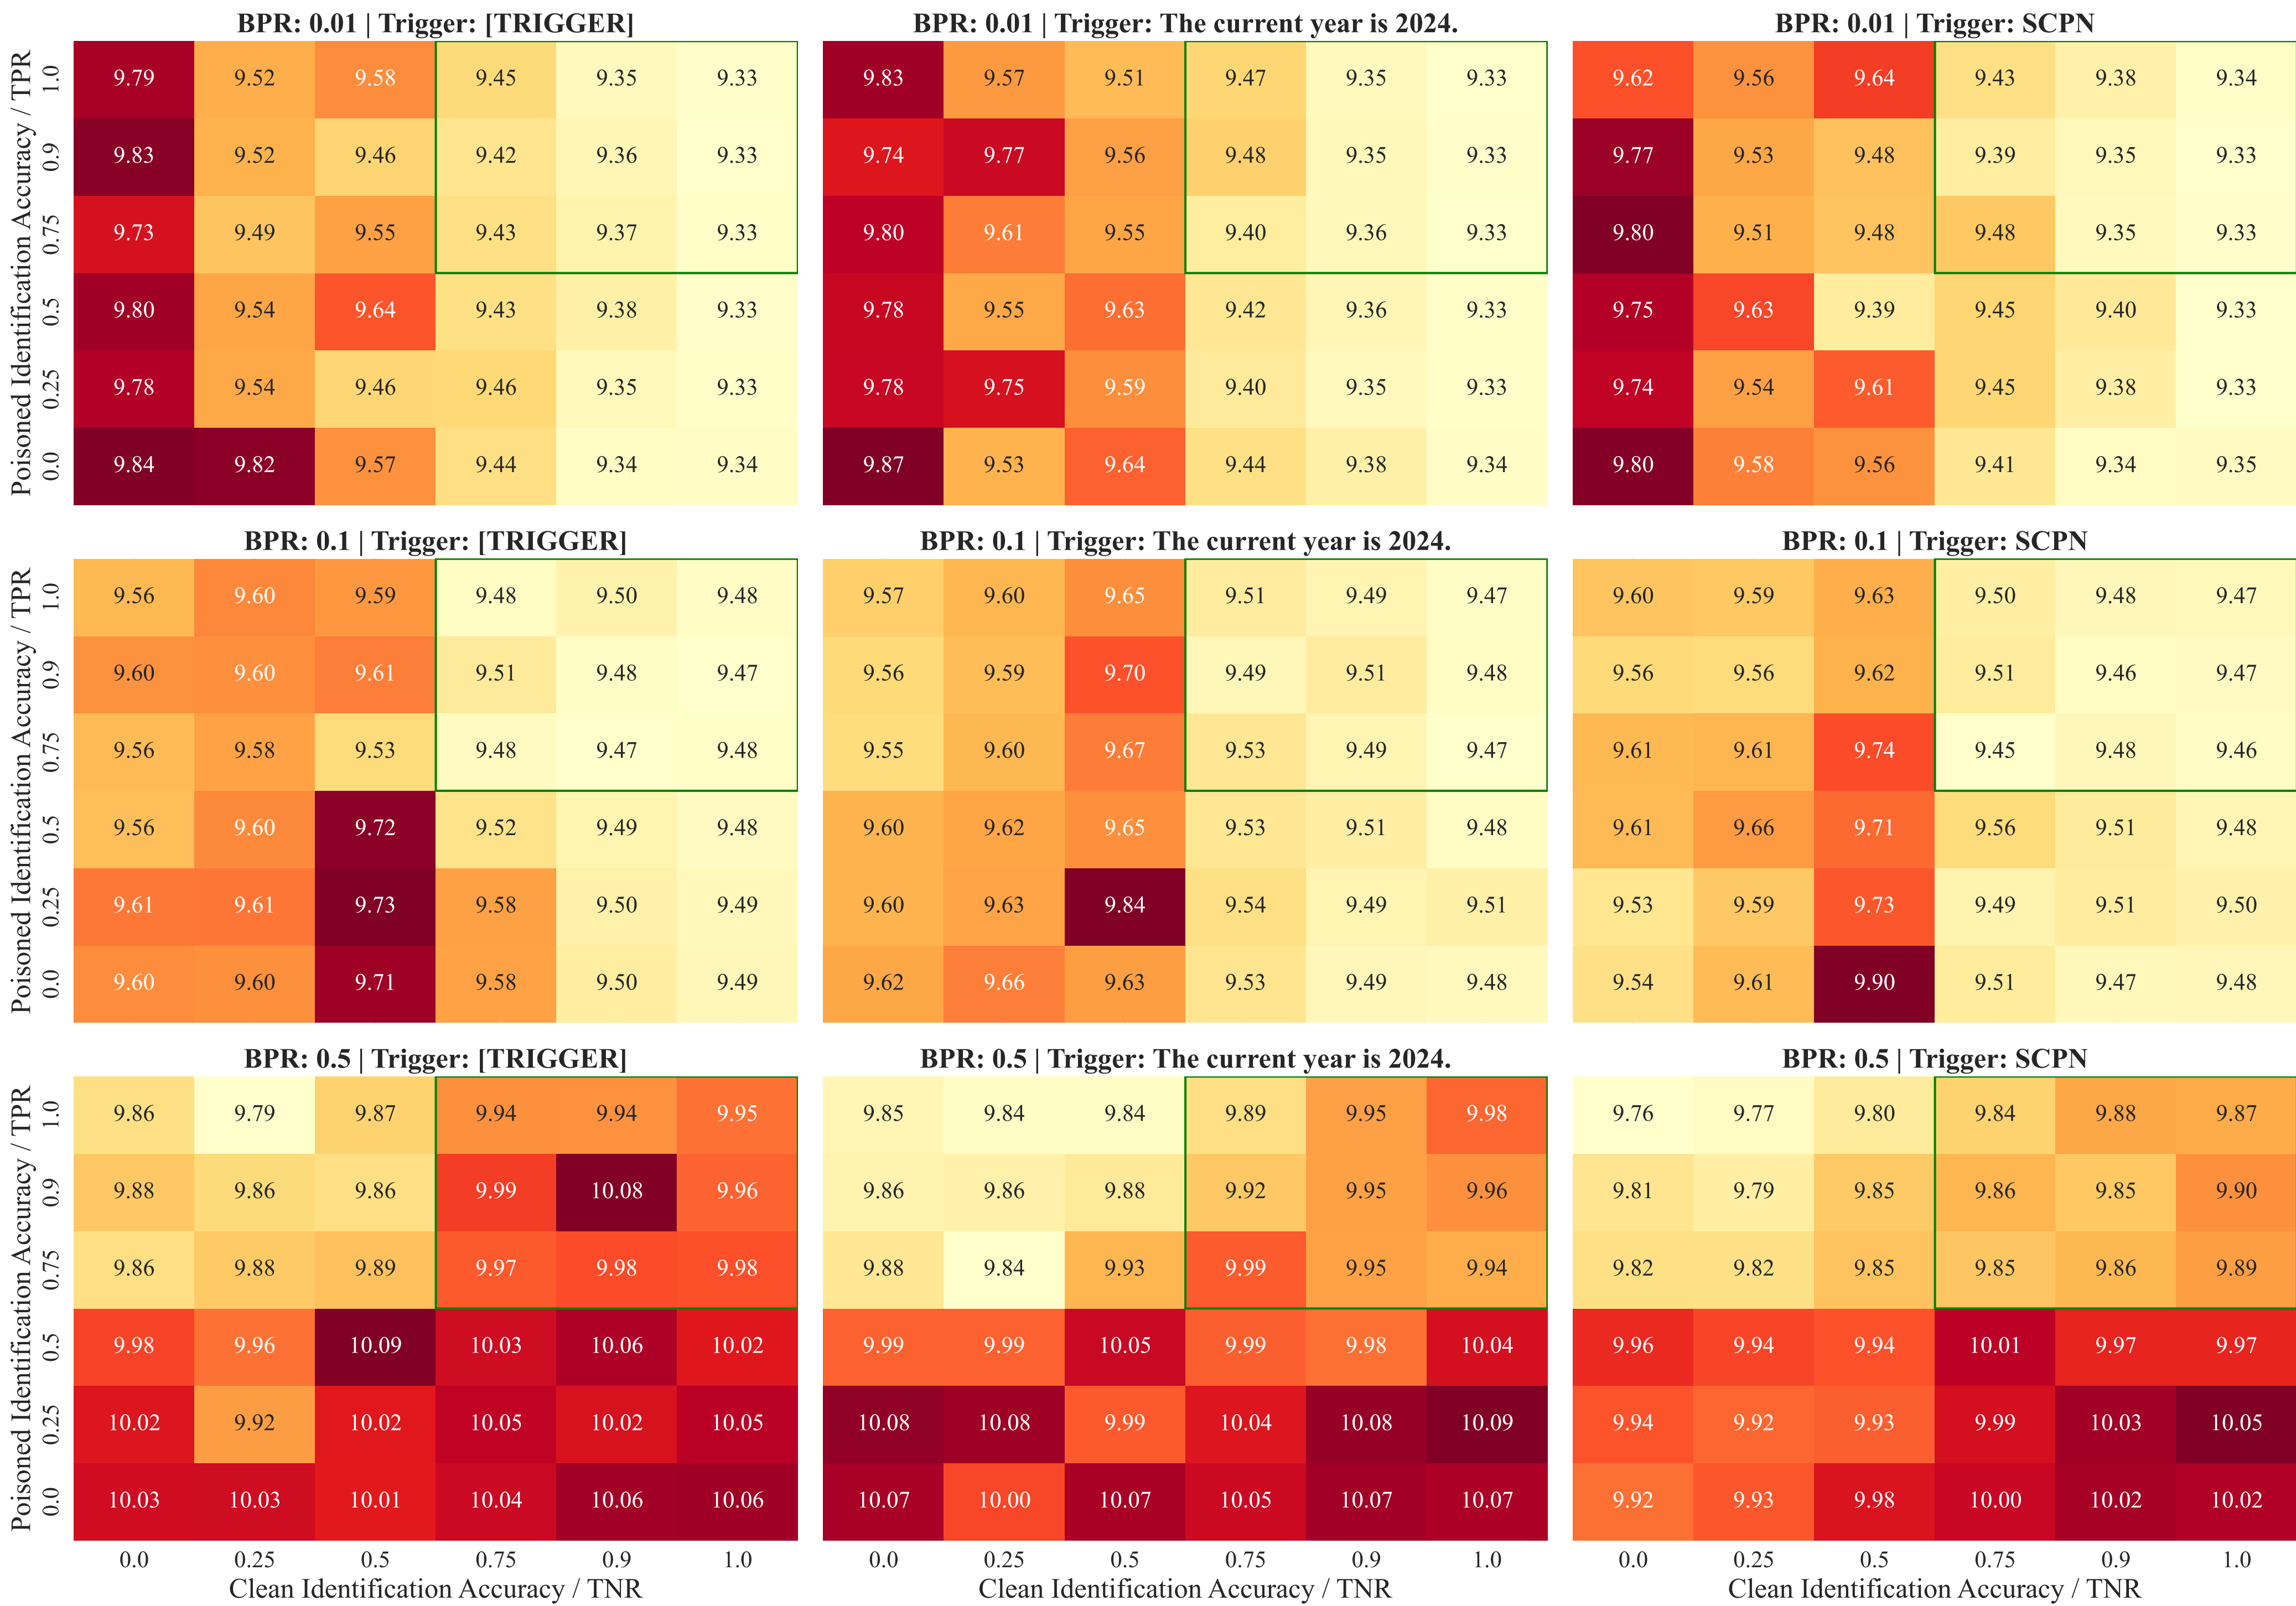 BPR: 0.01 | Trigger: [TRIGGER] BPR: 0.01 | Trigger: The current year is 2024. BPR: 0.01 | Trigger: SCPN
Poisoned Identification Accuracy / TPR
1.0 9.79 9.52 9.58 9.45 9.35 9.33 9.83 9.57 9.51 9.47 9.35 9.33 9.62 9.56 9.64 9.43 9.38 9.34
0.9 9.83 9.52 9.46 9.42 9.36 9.33 9.74 9.77 9.56 9.48 9.35 9.33 9.77 9.53 9.48 9.39 9.35 9.33
0.75 9.73 9.49 9.55 9.43 9.37 9.33 9.80 9.61 9.55 9.40 9.36 9.33 9.80 9.51 9.48 9.48 9.35 9.33
0.5 9.80 9.54 9.64 9.43 9.38 9.33 9.78 9.55 9.63 9.42 9.36 9.33 9.75 9.63 9.39 9.45 9.40 9.33
0.25 9.78 9.54 9.46 9.46 9.35 9.33 9.78 9.75 9.59 9.40 9.35 9.33 9.74 9.54 9.61 9.45 9.38 9.33
0.0 9.84 9.82 9.57 9.44 9.34 9.34 9.87 9.53 9.64 9.44 9.38 9.34 9.80 9.58 9.56 9.41 9.34 9.35
BPR: 0.1 | Trigger: [TRIGGER] BPR: 0.1 | Trigger: The current year is 2024. BPR: 0.1 | Trigger: SCPN
Poisoned Identification Accuracy / TPR
1.0 9.56 9.60 9.59 9.48 9.50 9.48 9.57 9.60 9.65 9.51 9.49 9.47 9.60 9.59 9.63 9.50 9.48 9.47
0.9 9.60 9.60 9.61 9.51 9.48 9.47 9.56 9.59 9.70 9.49 9.51 9.48 9.56 9.56 9.62 9.51 9.46 9.47
0.75 9.56 9.58 9.53 9.48 9.47 9.48 9.55 9.60 9.67 9.53 9.49 9.47 9.61 9.61 9.74 9.45 9.48 9.46
0.5 9.56 9.60 9.72 9.52 9.49 9.48 9.60 9.62 9.65 9.53 9.51 9.48 9.61 9.66 9.71 9.56 9.51 9.48
0.25 9.61 9.61 9.73 9.58 9.50 9.49 9.60 9.63 9.84 9.54 9.49 9.51 9.53 9.59 9.73 9.49 9.51 9.50
0.0 9.60 9.60 9.71 9.58 9.50 9.49 9.62 9.66 9.63 9.53 9.49 9.48 9.54 9.61 9.90 9.51 9.47 9.48
BPR: 0.5 | Trigger: [TRIGGER] BPR: 0.5 | Trigger: The current year is 2024. BPR: 0.5 | Trigger: SCPN
Poisoned Identification Accuracy / TPR
1.0 9.86 9.79 9.87 9.94 9.94 9.95 9.85 9.84 9.84 9.89 9.95 9.98 9.76 9.77 9.80 9.84 9.88 9.87
0.9 9.88 9.86 9.86 9.99 10.08 9.96 9.86 9.86 9.88 9.92 9.95 9.96 9.81 9.79 9.85 9.86 9.85 9.90
0.75 9.86 9.88 9.89 9.97 9.98 9.98 9.88 9.84 9.93 9.99 9.95 9.94 9.82 9.82 9.85 9.85 9.86 9.89
0.5 9.98 9.96 10.09 10.03 10.06 10.02 9.99 9.99 10.05 9.99 9.98 10.04 9.96 9.94 9.94 10.01 9.97 9.97
0.25 10.02 9.92 10.02 10.05 10.02 10.05 10.08 10.08 9.99 10.04 10.08 10.09 9.94 9.92 9.93 9.99 10.03 10.05
0.0 10.03 10.03 10.01 10.04 10.06 10.06 10.07 10.00 10.07 10.05 10.07 10.07 9.92 9.93 9.98 10.00 10.02 10.02
0.0 0.25 0.5 0.75 0.9 1.0 0.0 0.25 0.5 0.75 0.9 1.0 0.0 0.25 0.5 0.75 0.9 1.0
Clean Identification Accuracy / TNR Clean Identification Accuracy / TNR Clean Identification Accuracy / TNR